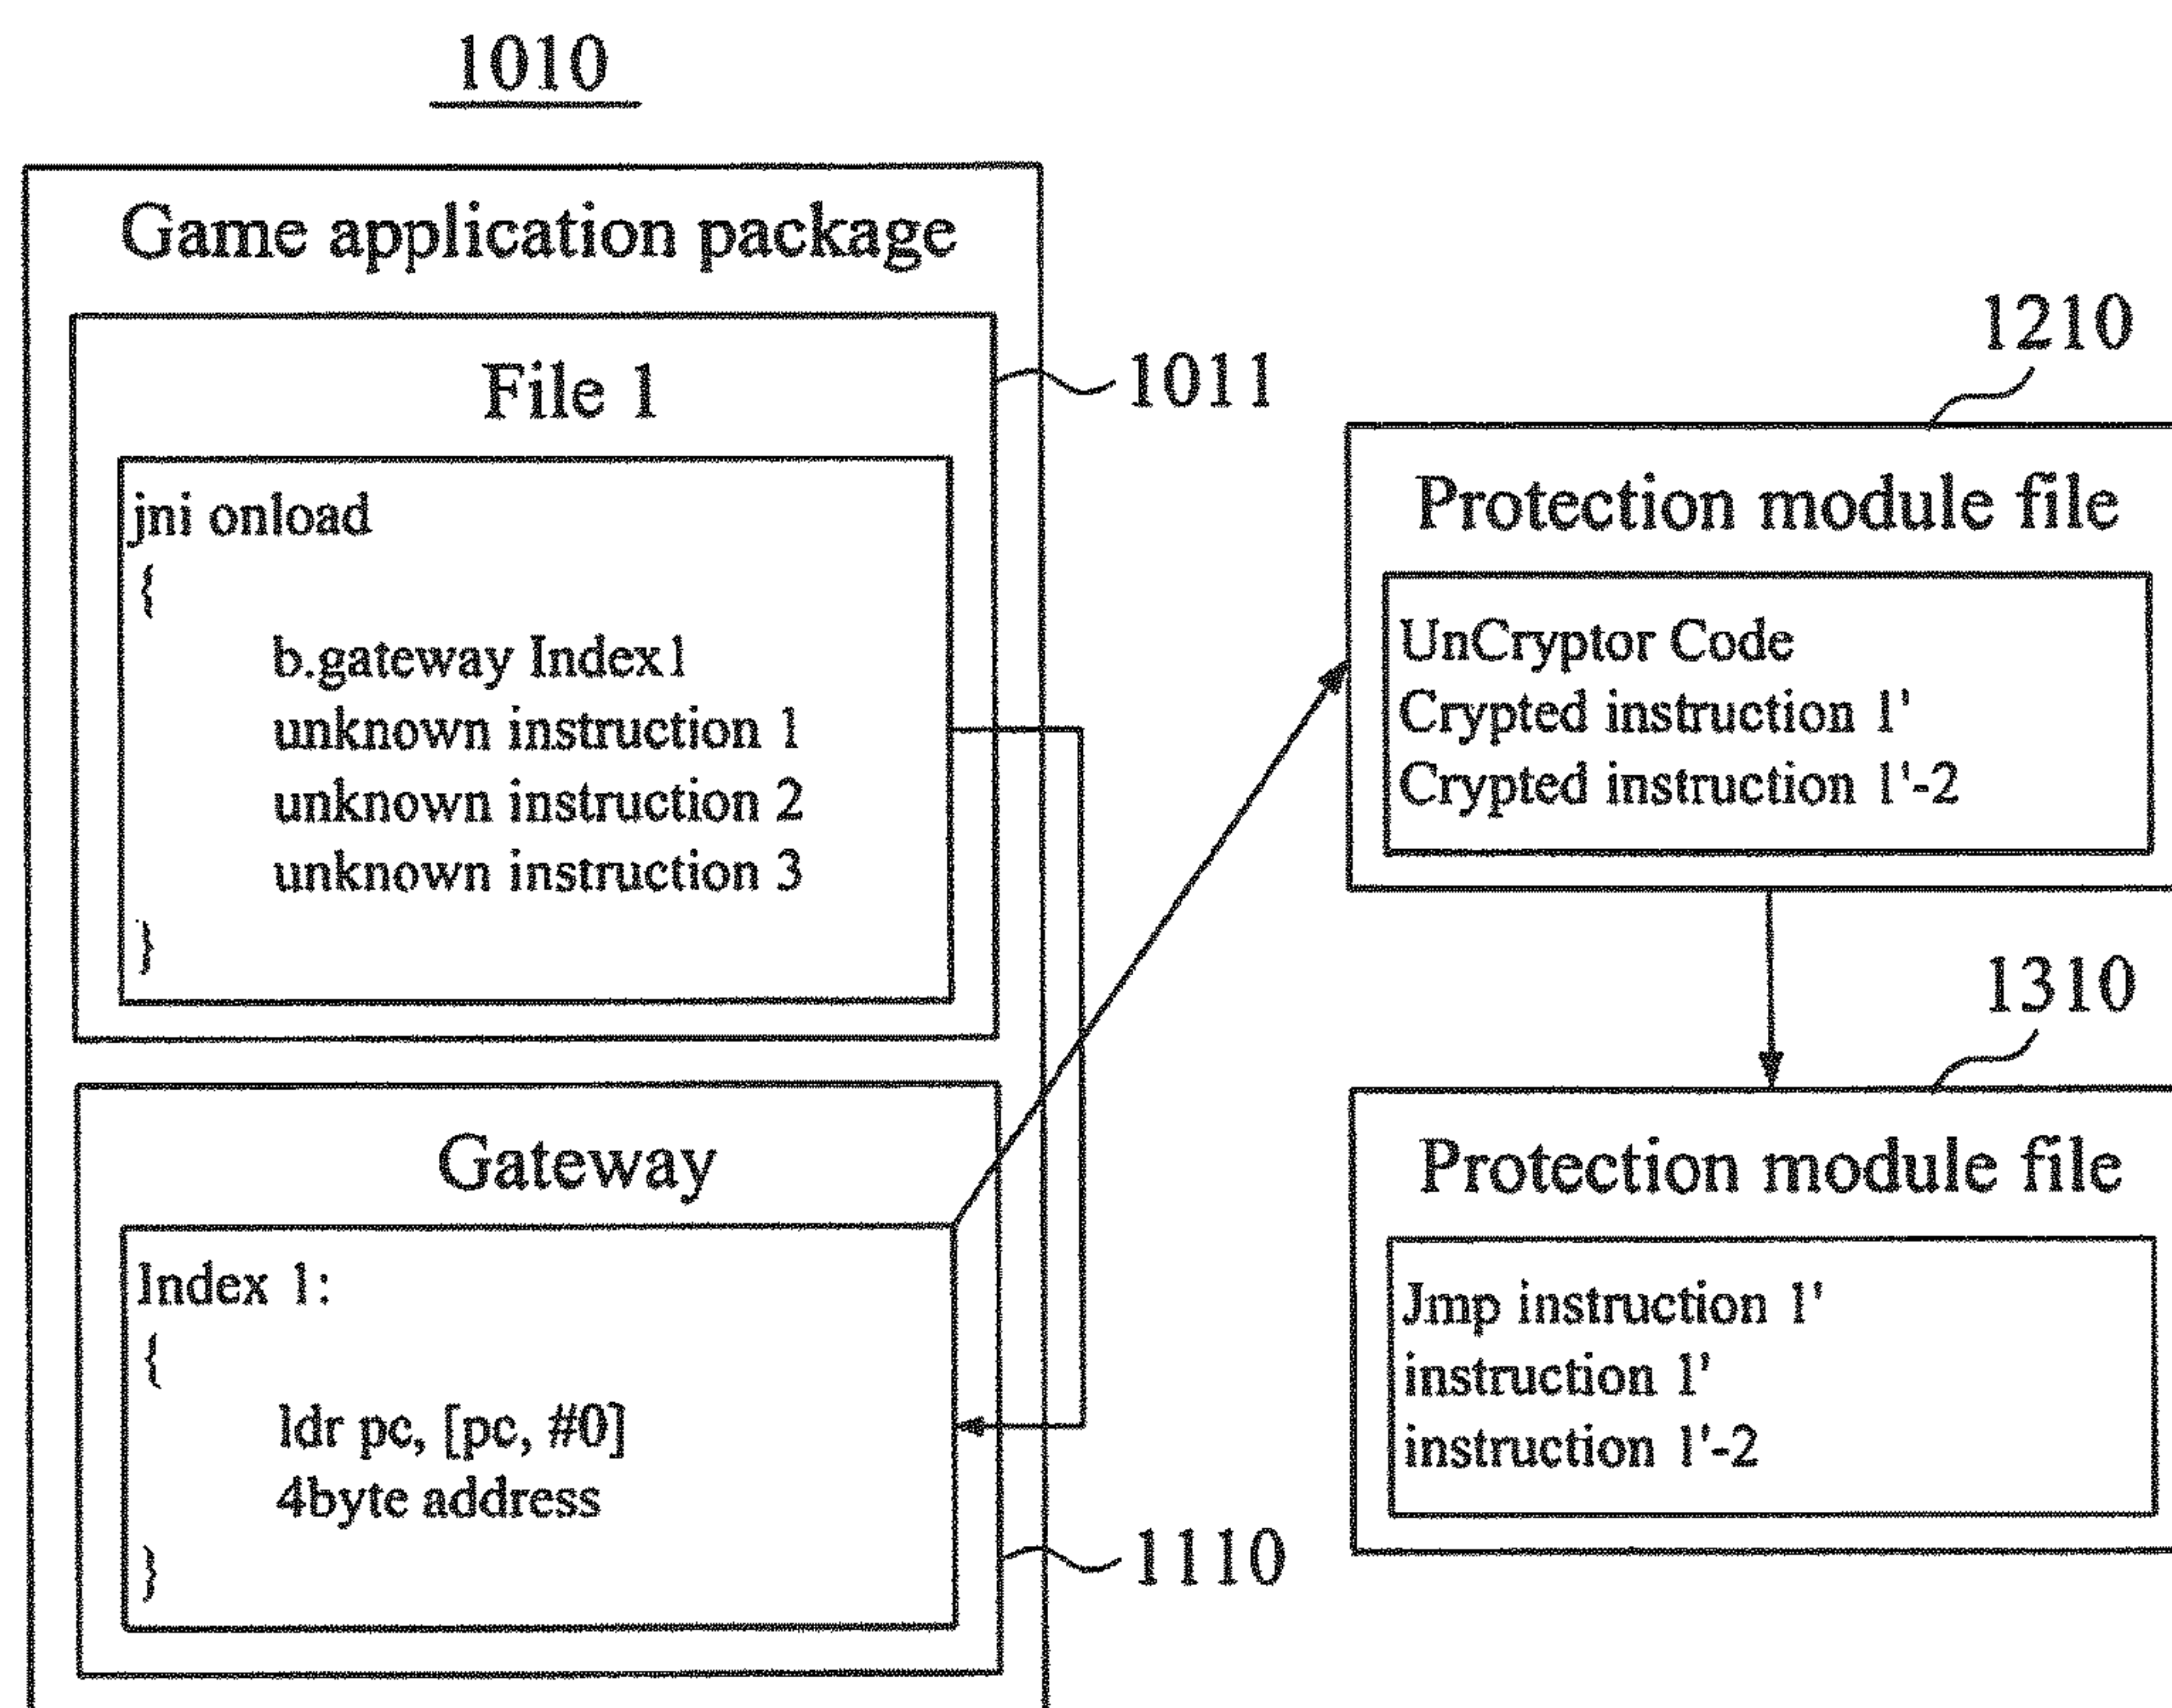 1010
Game application package
File 1
1011
jni onload
{
b.gateway Index1
unknown instruction 1
unknown instruction 2
unknown instruction 3
}
Gateway
Index 1:
{
ldr pc, [pc, #0]
4byte address
}
1110
1210
Protection module file
UnCryptor Code
Crypted instruction 1'
Crypted instruction 1'-2
1310
Protection module file
Jmp instruction 1'
instruction 1'
instruction 1'-2